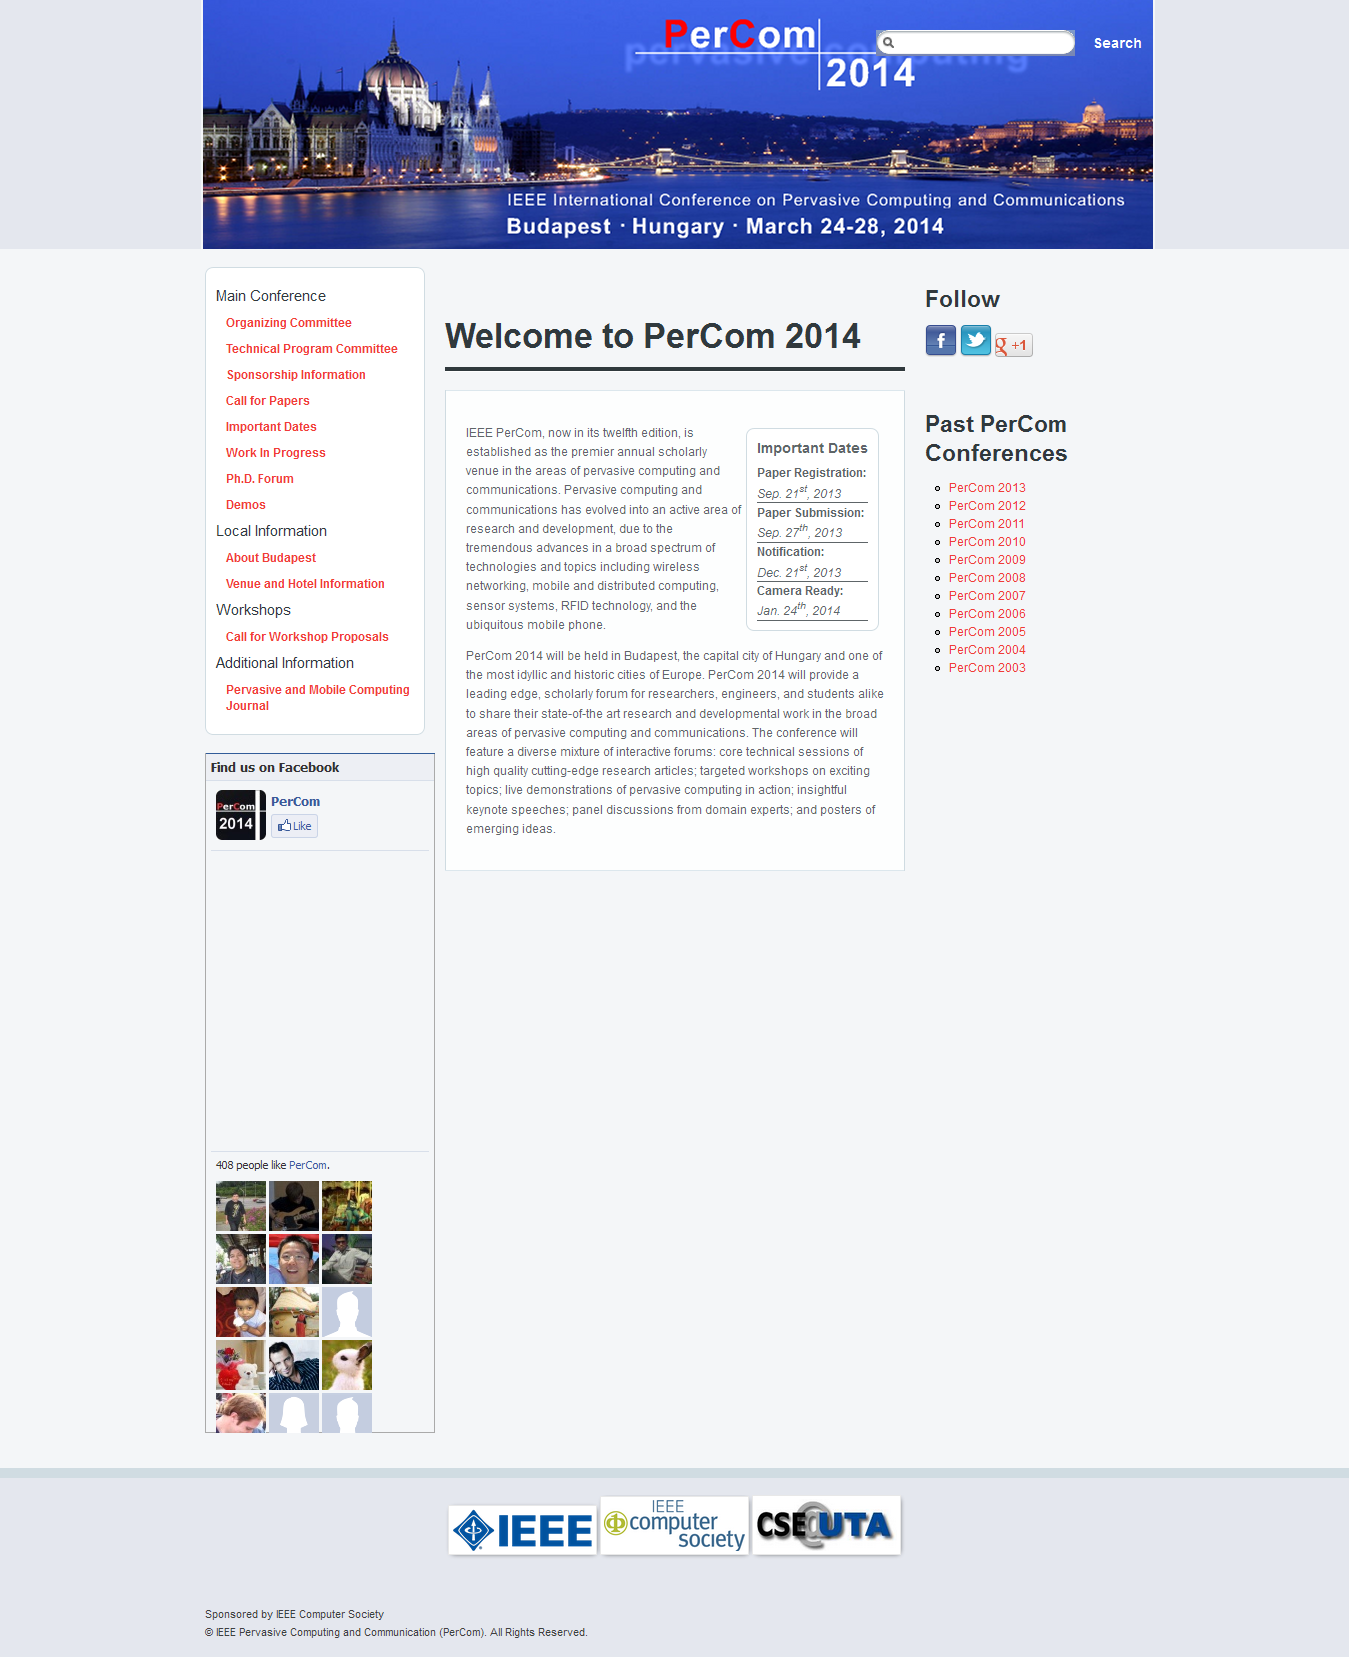 PerCom
pervasive computing
2014
Search
IEEE International Conference on Pervasive Computing and Communications
Budapest · Hungary · March 24-28, 2014
Main Conference
Organizing Committee
Technical Program Committee
Sponsorship Information
Call for Papers
Important Dates
Work In Progress
Ph.D. Forum
Demos
Local Information
About Budapest
Venue and Hotel Information
Workshops
Call for Workshop Proposals
Additional Information
Pervasive and Mobile Computing
Journal
Find us on Facebook
PerCom
2014
PerCom
Like
408 people like PerCom.
Welcome to PerCom 2014
IEEE PerCom, now in its twelfth edition, is
established as the premier annual scholarly
venue in the areas of pervasive computing and
communications. Pervasive computing and
communications has evolved into an active area of
research and development, due to the
tremendous advances in a broad spectrum of
technologies and topics including wireless
networking, mobile and distributed computing,
sensor systems, RFID technology, and the
ubiquitous mobile phone.
Important Dates
Paper Registration:
Sep. 21st, 2013
Paper Submission:
Sep. 27th, 2013
Notification:
Dec. 21st, 2013
Camera Ready:
Jan. 24th, 2014
PerCom 2014 will be held in Budapest, the capital city of Hungary and one of
the most idyllic and historic cities of Europe. PerCom 2014 will provide a
leading edge, scholarly forum for researchers, engineers, and students alike
to share their state-of-the art research and developmental work in the broad
areas of pervasive computing and communications. The conference will
feature a diverse mixture of interactive forums: core technical sessions of
high quality cutting-edge research articles; targeted workshops on exciting
topics; live demonstrations of pervasive computing in action; insightful
keynote speeches; panel discussions from domain experts; and posters of
emerging ideas.
Follow
f
g +1
Past PerCom
Conferences
PerCom 2013
PerCom 2012
PerCom 2011
PerCom 2010
PerCom 2009
PerCom 2008
PerCom 2007
PerCom 2006
PerCom 2005
PerCom 2004
PerCom 2003
IEEE
IEEE
computer
society
CSE@UTA
Sponsored by IEEE Computer Society
© IEEE Pervasive Computing and Communication (PerCom). All Rights Reserved.